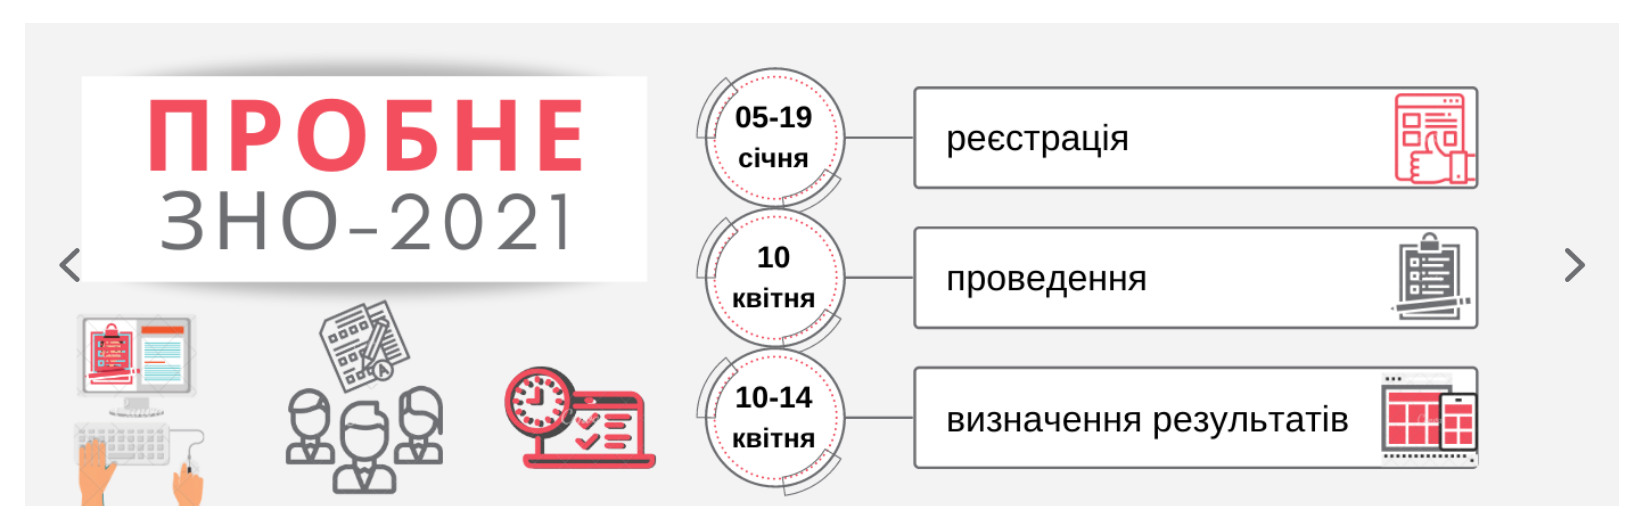 ПРОБНЕ
ЗНО-2021
05-19
січня
реєстрація
10
квітня
проведення
10-14
квітня
визначення результатів